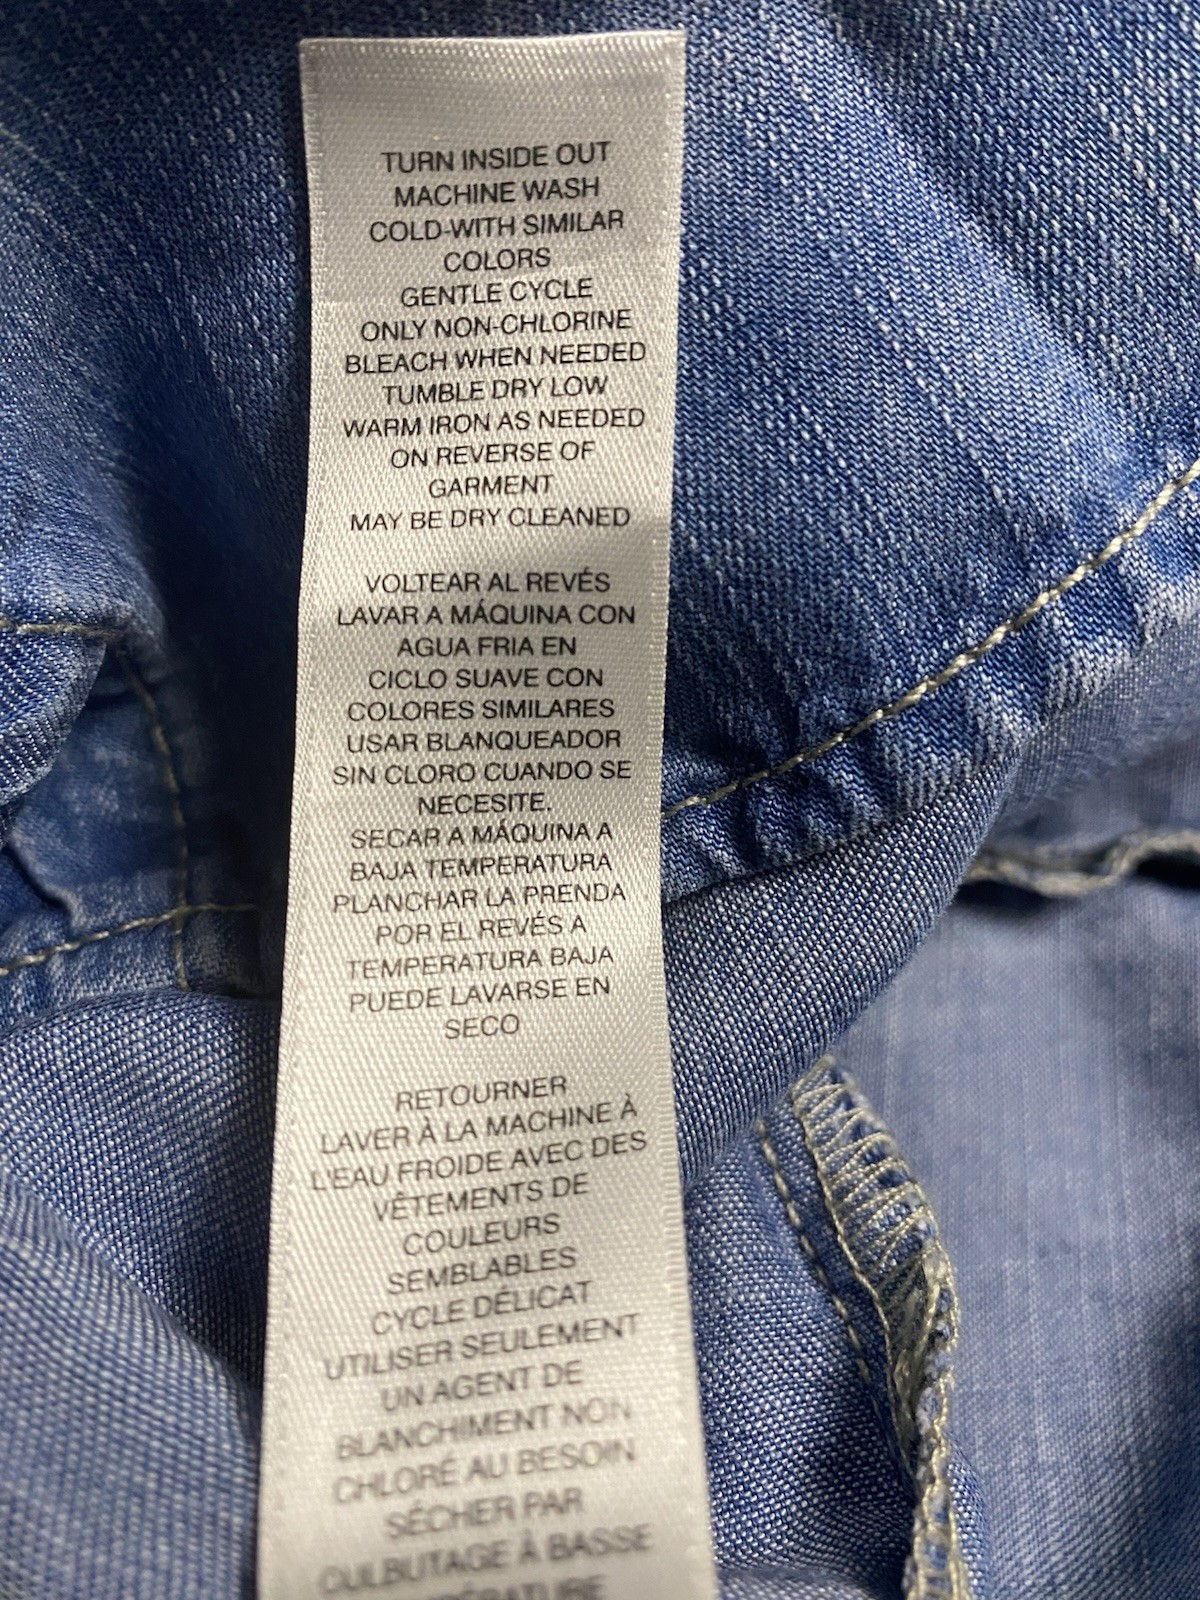 TURN INSIDE OUT
MACHINE WASH
COLD-WITH SIMILAR
COLORS
GENTLE CYCLE
ONLY NON-CHLORINE
BLEACH WHEN NEEDED
TUMBLE DRY LOW
WARM IRON AS NEEDED
ON REVERSE OF
GARMENT
MAY BE DRY CLEANED
VOLTEAR AL REVÉS
LAVAR A MÁQUINA CON
AGUA FRIA EN
CICLO SUAVE CON
COLORES SIMILARES
USAR BLANQUEADOR
SIN CLORO CUANDO SE
NECESITE.
SECAR A MÁQUINA A
BAJA TEMPERATURA
PLANCHAR LA PRENDA
POR EL REVÉS A
TEMPERATURA BAJA
PUEDE LAVARSE EN
SECO
RETOURNER
LAVER À LA MACHINE À
L'EAU FROIDE AVEC DES
VÊTEMENTS DE
COULEURS
SEMBLABLES
CYCLE DÉLICAT
UTILISER SEULEMENT
UN AGENT DE
BLANCHIMENT NON
CHLORÉ AU BESOIN
SÉCHER PAR
CULBUTAGE À BASSE